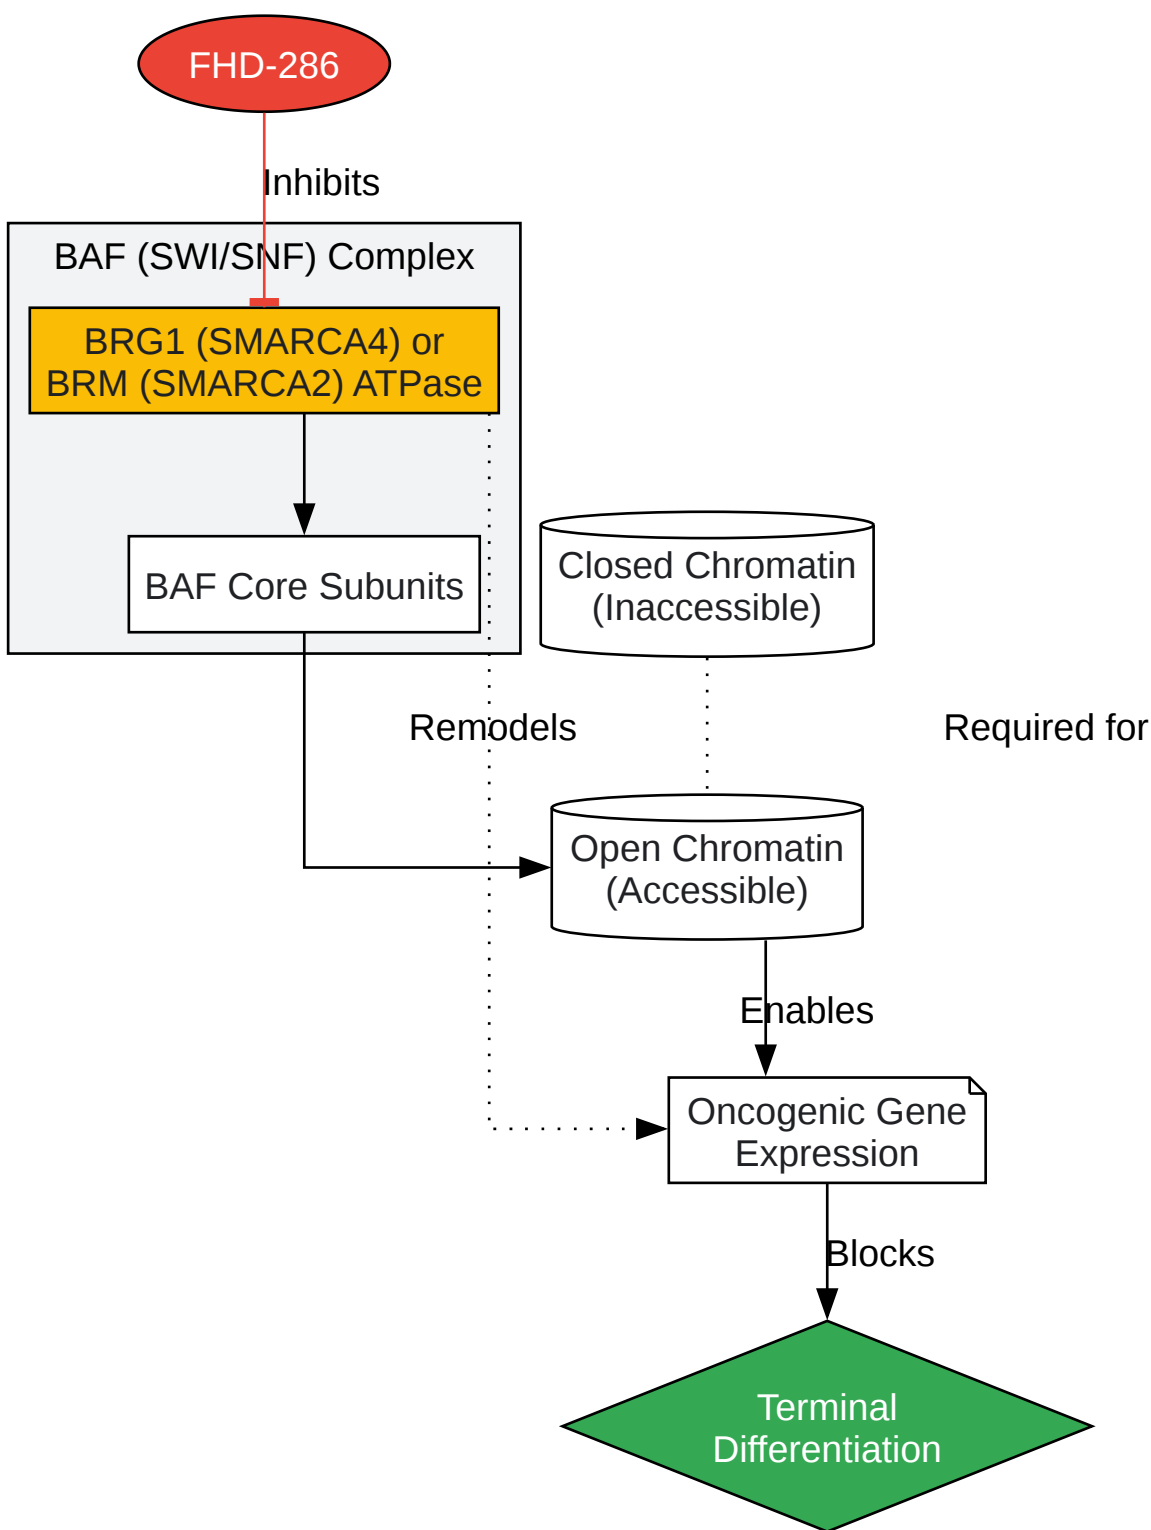 FHD-286
Inhibits
BAF (SWI/SNF) Complex
BRG1 (SMARCA4) or
BRM (SMARCA2) ATPase
BAF Core Subunits
Closed Chromatin
(Inaccessible)
Remodels
Required for
Open Chromatin
(Accessible)
Enables
Oncogenic Gene
Expression
Blocks
Terminal
Differentiation